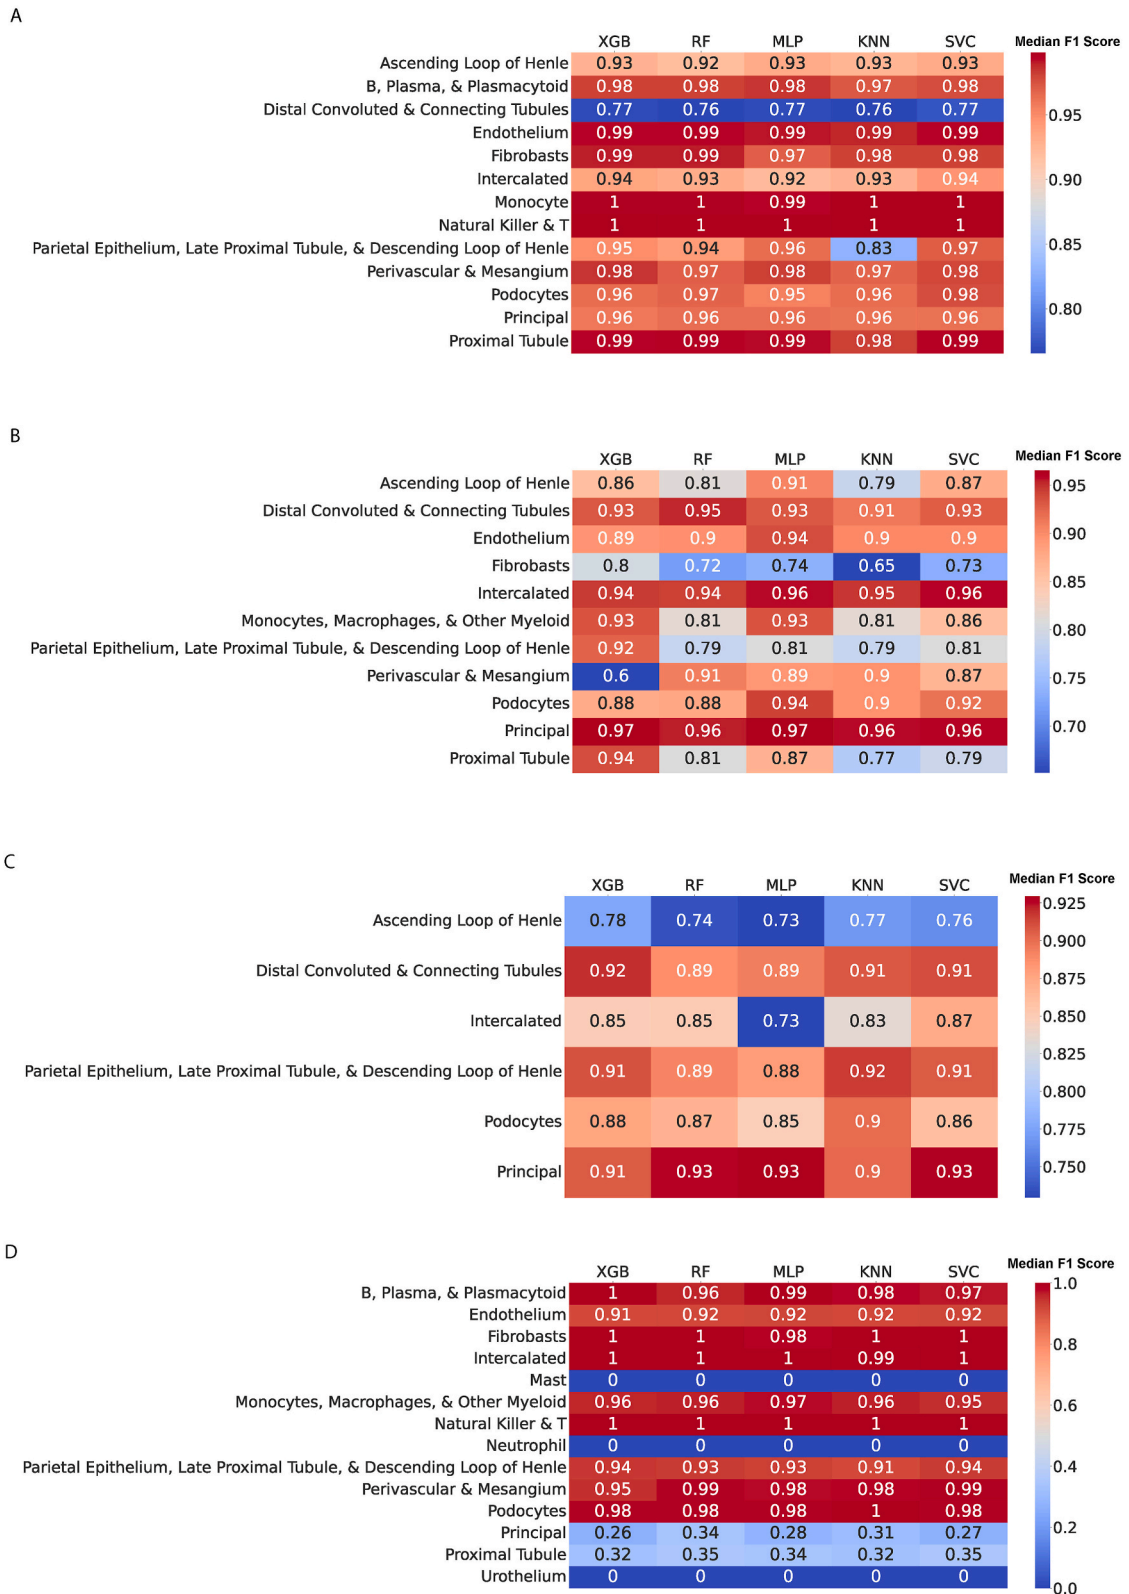 A
XGB RF MLP KNN SVC Median F1 Score
Ascending Loop of Henle 0.93 0.92 0.93 0.93 0.93
B, Plasma, & Plasmacytoid 0.98 0.98 0.98 0.97 0.98
Distal Convoluted & Connecting Tubules 0.77 0.76 0.77 0.76 0.77
Endothelium 0.99 0.99 0.99 0.99 0.99
Fibrobasts 0.99 0.99 0.97 0.98 0.98
Intercalated 0.94 0.93 0.92 0.93 0.94
Monocyte 1 1 0.99 1 1
Natural Killer & T 1 1 1 1 1
Parietal Epithelium, Late Proximal Tubule, & Descending Loop of Henle 0.95 0.94 0.96 0.83 0.97
Perivascular & Mesangium 0.98 0.97 0.98 0.97 0.98
Podocytes 0.96 0.97 0.95 0.96 0.98
Principal 0.96 0.96 0.96 0.96 0.96
Proximal Tubule 0.99 0.99 0.99 0.98 0.99
0.95
0.90
0.85
0.80
B
XGB RF MLP KNN SVC Median F1 Score
Ascending Loop of Henle 0.86 0.81 0.91 0.79 0.87
Distal Convoluted & Connecting Tubules 0.93 0.95 0.93 0.91 0.93
Endothelium 0.89 0.9 0.94 0.9 0.9
Fibrobasts 0.8 0.72 0.74 0.65 0.73
Intercalated 0.94 0.94 0.96 0.95 0.96
Monocytes, Macrophages, & Other Myeloid 0.93 0.81 0.93 0.81 0.86
Parietal Epithelium, Late Proximal Tubule, & Descending Loop of Henle 0.92 0.79 0.81 0.79 0.81
Perivascular & Mesangium 0.6 0.91 0.89 0.9 0.87
Podocytes 0.88 0.88 0.94 0.9 0.92
Principal 0.97 0.96 0.97 0.96 0.96
Proximal Tubule 0.94 0.81 0.87 0.77 0.79
0.95
0.90
0.85
0.80
0.75
0.70
C
XGB RF MLP KNN SVC Median F1 Score
Ascending Loop of Henle 0.78 0.74 0.73 0.77 0.76
Distal Convoluted & Connecting Tubules 0.92 0.89 0.89 0.91 0.91
Intercalated 0.85 0.85 0.73 0.83 0.87
Parietal Epithelium, Late Proximal Tubule, & Descending Loop of Henle 0.91 0.89 0.88 0.92 0.91
Podocytes 0.88 0.87 0.85 0.9 0.86
Principal 0.91 0.93 0.93 0.9 0.93
0.925
0.900
0.875
0.850
0.825
0.800
0.775
0.750
D
XGB RF MLP KNN SVC Median F1 Score
B, Plasma, & Plasmacytoid 1 0.96 0.99 0.98 0.97
Endothelium 0.91 0.92 0.92 0.92 0.92
Fibrobasts 1 1 0.98 1 1
Intercalated 1 1 1 0.99 1
Mast 0 0 0 0 0
Monocytes, Macrophages, & Other Myeloid 0.96 0.96 0.97 0.96 0.95
Natural Killer & T 1 1 1 1 1
Neutrophil 0 0 0 0 0
Parietal Epithelium, Late Proximal Tubule, & Descending Loop of Henle 0.94 0.93 0.93 0.91 0.94
Perivascular & Mesangium 0.95 0.99 0.98 0.98 0.99
Podocytes 0.98 0.98 0.98 1 0.98
Principal 0.26 0.34 0.28 0.31 0.27
Proximal Tubule 0.32 0.35 0.34 0.32 0.35
Urothelium 0 0 0 0 0
1.0
0.8
0.6
0.4
0.2
0.0